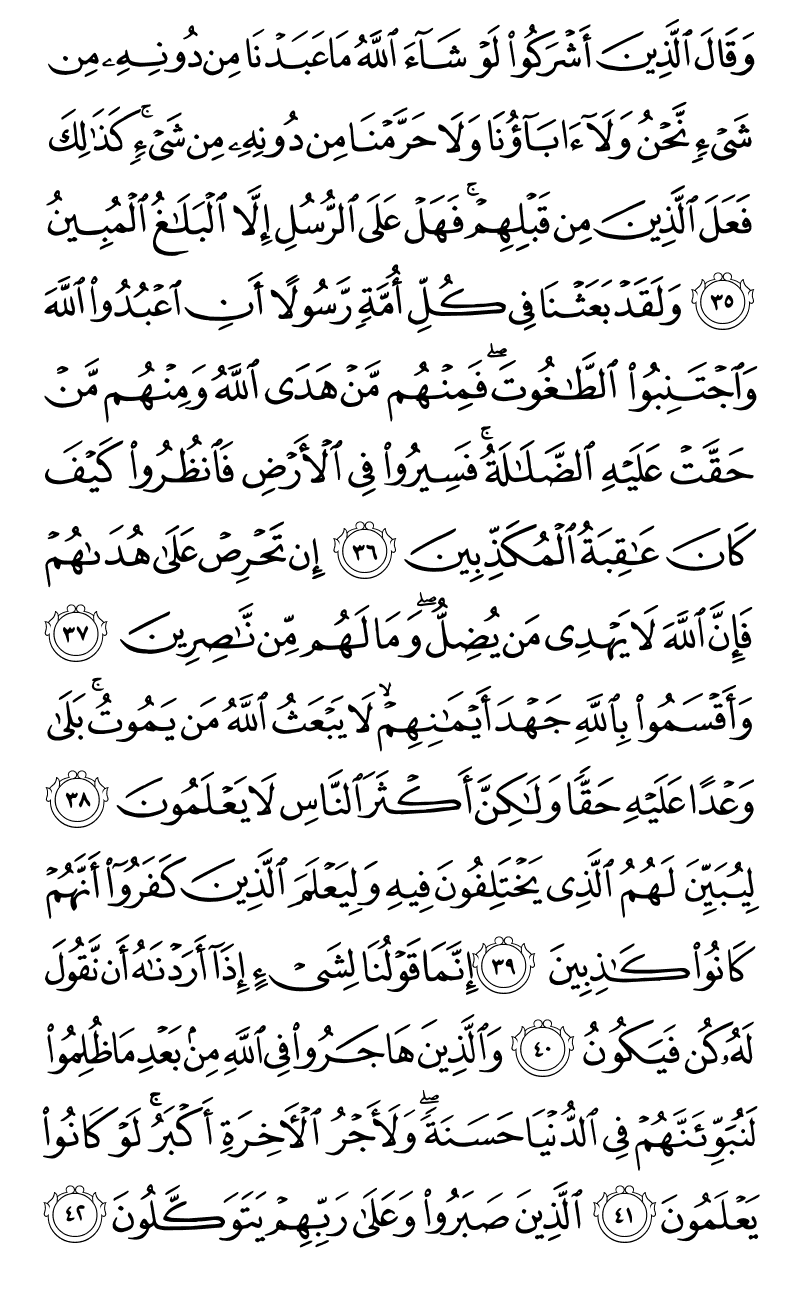 وَقَالَ ٱلَّذِينَ أَشْرَكُوا۟ لَوْ شَآءَ ٱللَّهُ مَا عَبَدْنَا مِن دُونِهِۦ مِن
شَىْءٍ نَّحْنُ وَلَآ ءَابَآؤُنَا وَلَا حَرَّمْنَا مِن دُونِهِۦ مِن شَىْءٍ ۚ كَذَٰلِكَ
فَعَلَ ٱلَّذِينَ مِن قَبْلِهِمْ ۚ فَهَلْ عَلَى ٱلرُّسُلِ إِلَّا ٱلْبَلَٰغُ ٱلْمُبِينُ
٣٥ وَلَقَدْ بَعَثْنَا فِى كُلِّ أُمَّةٍ رَّسُولًا أَنِ ٱعْبُدُوا۟ ٱللَّهَ
وَٱجْتَنِبُوا۟ ٱلطَّٰغُوتَ ۖ فَمِنْهُم مَّنْ هَدَى ٱللَّهُ وَمِنْهُم مَّنْ
حَقَّتْ عَلَيْهِ ٱلضَّلَٰلَةُ ۚ فَسِيرُوا۟ فِى ٱلْأَرْضِ فَٱنظُرُوا۟ كَيْفَ
كَانَ عَٰقِبَةُ ٱلْمُكَذِّبِينَ ٣٦ إِن تَحْرِصْ عَلَىٰ هُدَىٰهُمْ
فَإِنَّ ٱللَّهَ لَا يَهْدِى مَن يُضِلُّ ۖ وَمَا لَهُم مِّن نَّٰصِرِينَ ٣٧
وَأَقْسَمُوا۟ بِٱللَّهِ جَهْدَ أَيْمَٰنِهِمْ ۙ لَا يَبْعَثُ ٱللَّهُ مَن يَمُوتُ ۚ بَلَىٰ
وَعْدًا عَلَيْهِ حَقًّا وَلَٰكِنَّ أَكْثَرَ ٱلنَّاسِ لَا يَعْلَمُونَ ٣٨
لِيُبَيِّنَ لَهُمُ ٱلَّذِى يَخْتَلِفُونَ فِيهِ وَلِيَعْلَمَ ٱلَّذِينَ كَفَرُوٓا۟ أَنَّهُمْ
كَانُوا۟ كَٰذِبِينَ ٣٩ إِنَّمَا قَوْلُنَا لِشَىْءٍ إِذَآ أَرَدْنَٰهُ أَن نَّقُولَ
لَهُۥ كُن فَيَكُونُ ٤٠ وَٱلَّذِينَ هَاجَرُوا۟ فِى ٱللَّهِ مِنۢ بَعْدِ مَا ظُلِمُوا۟
لَنُبَوِّئَنَّهُمْ فِى ٱلدُّنْيَا حَسَنَةً ۖ وَلَأَجْرُ ٱلْءَاخِرَةِ أَكْبَرُ ۚ لَوْ كَانُوا۟
يَعْلَمُونَ ٤١ ٱلَّذِينَ صَبَرُوا۟ وَعَلَىٰ رَبِّهِمْ يَتَوَكَّلُونَ ٤٢